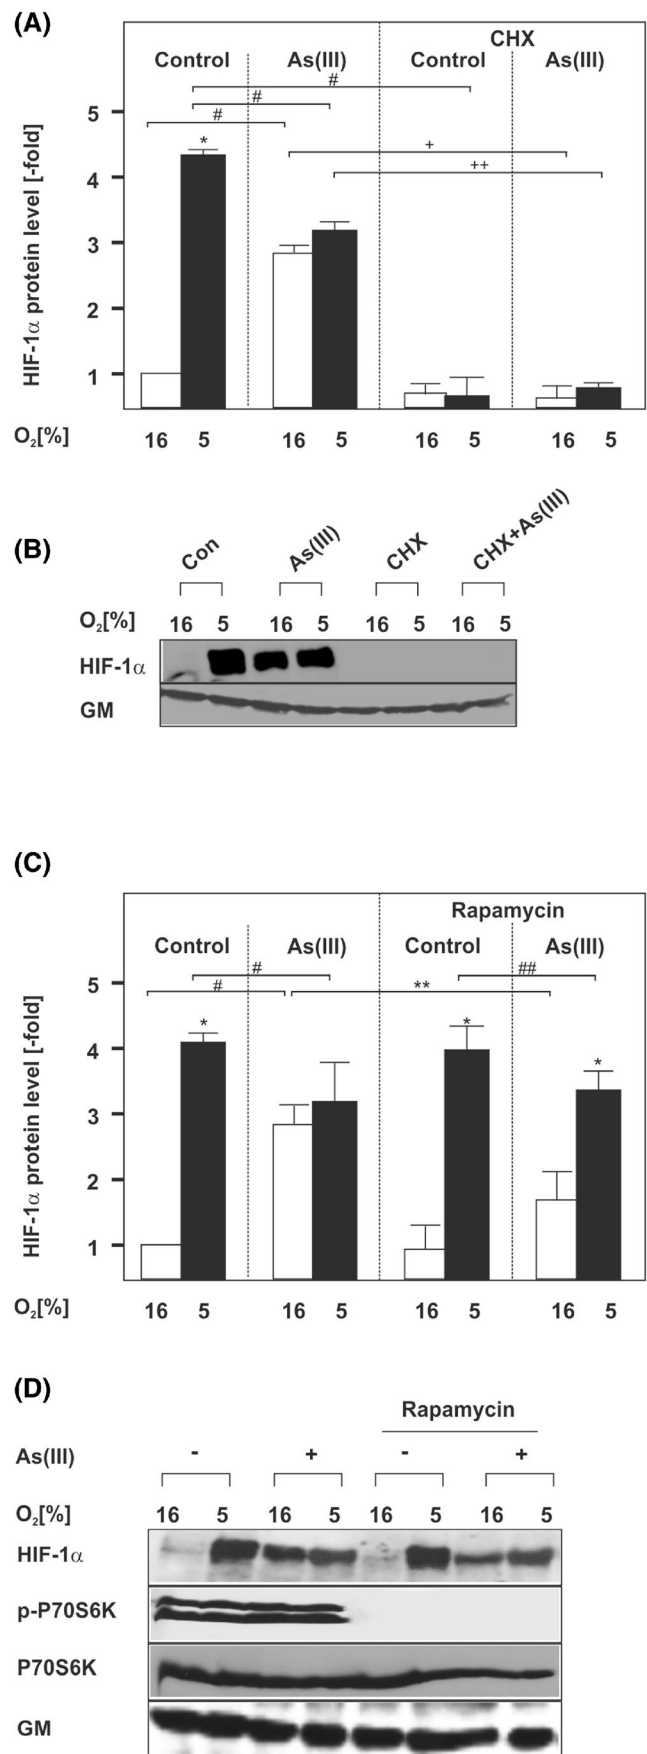 (A)
CHX
Control As(III) Control As(III)
#
#
#
*
+
++
HIF-1α protein level [-fold]
5
4
3
2
1
O₂[%] 16 5 16 5 16 5 16 5
(B)
Con As(III) CHX CHX+As(III)
O₂[%] 16 5 16 5 16 5 16 5
HIF-1α
GM
(C)
Rapamycin
Control As(III) Control As(III)
# ##
# **
* * *
HIF-1α protein level [-fold]
5
4
3
2
1
O₂[%] 16 5 16 5 16 5 16 5
(D)
Rapamycin
As(III) - + - +
O₂[%] 16 5 16 5 16 5 16 5
HIF-1α
p-P70S6K
P70S6K
GM